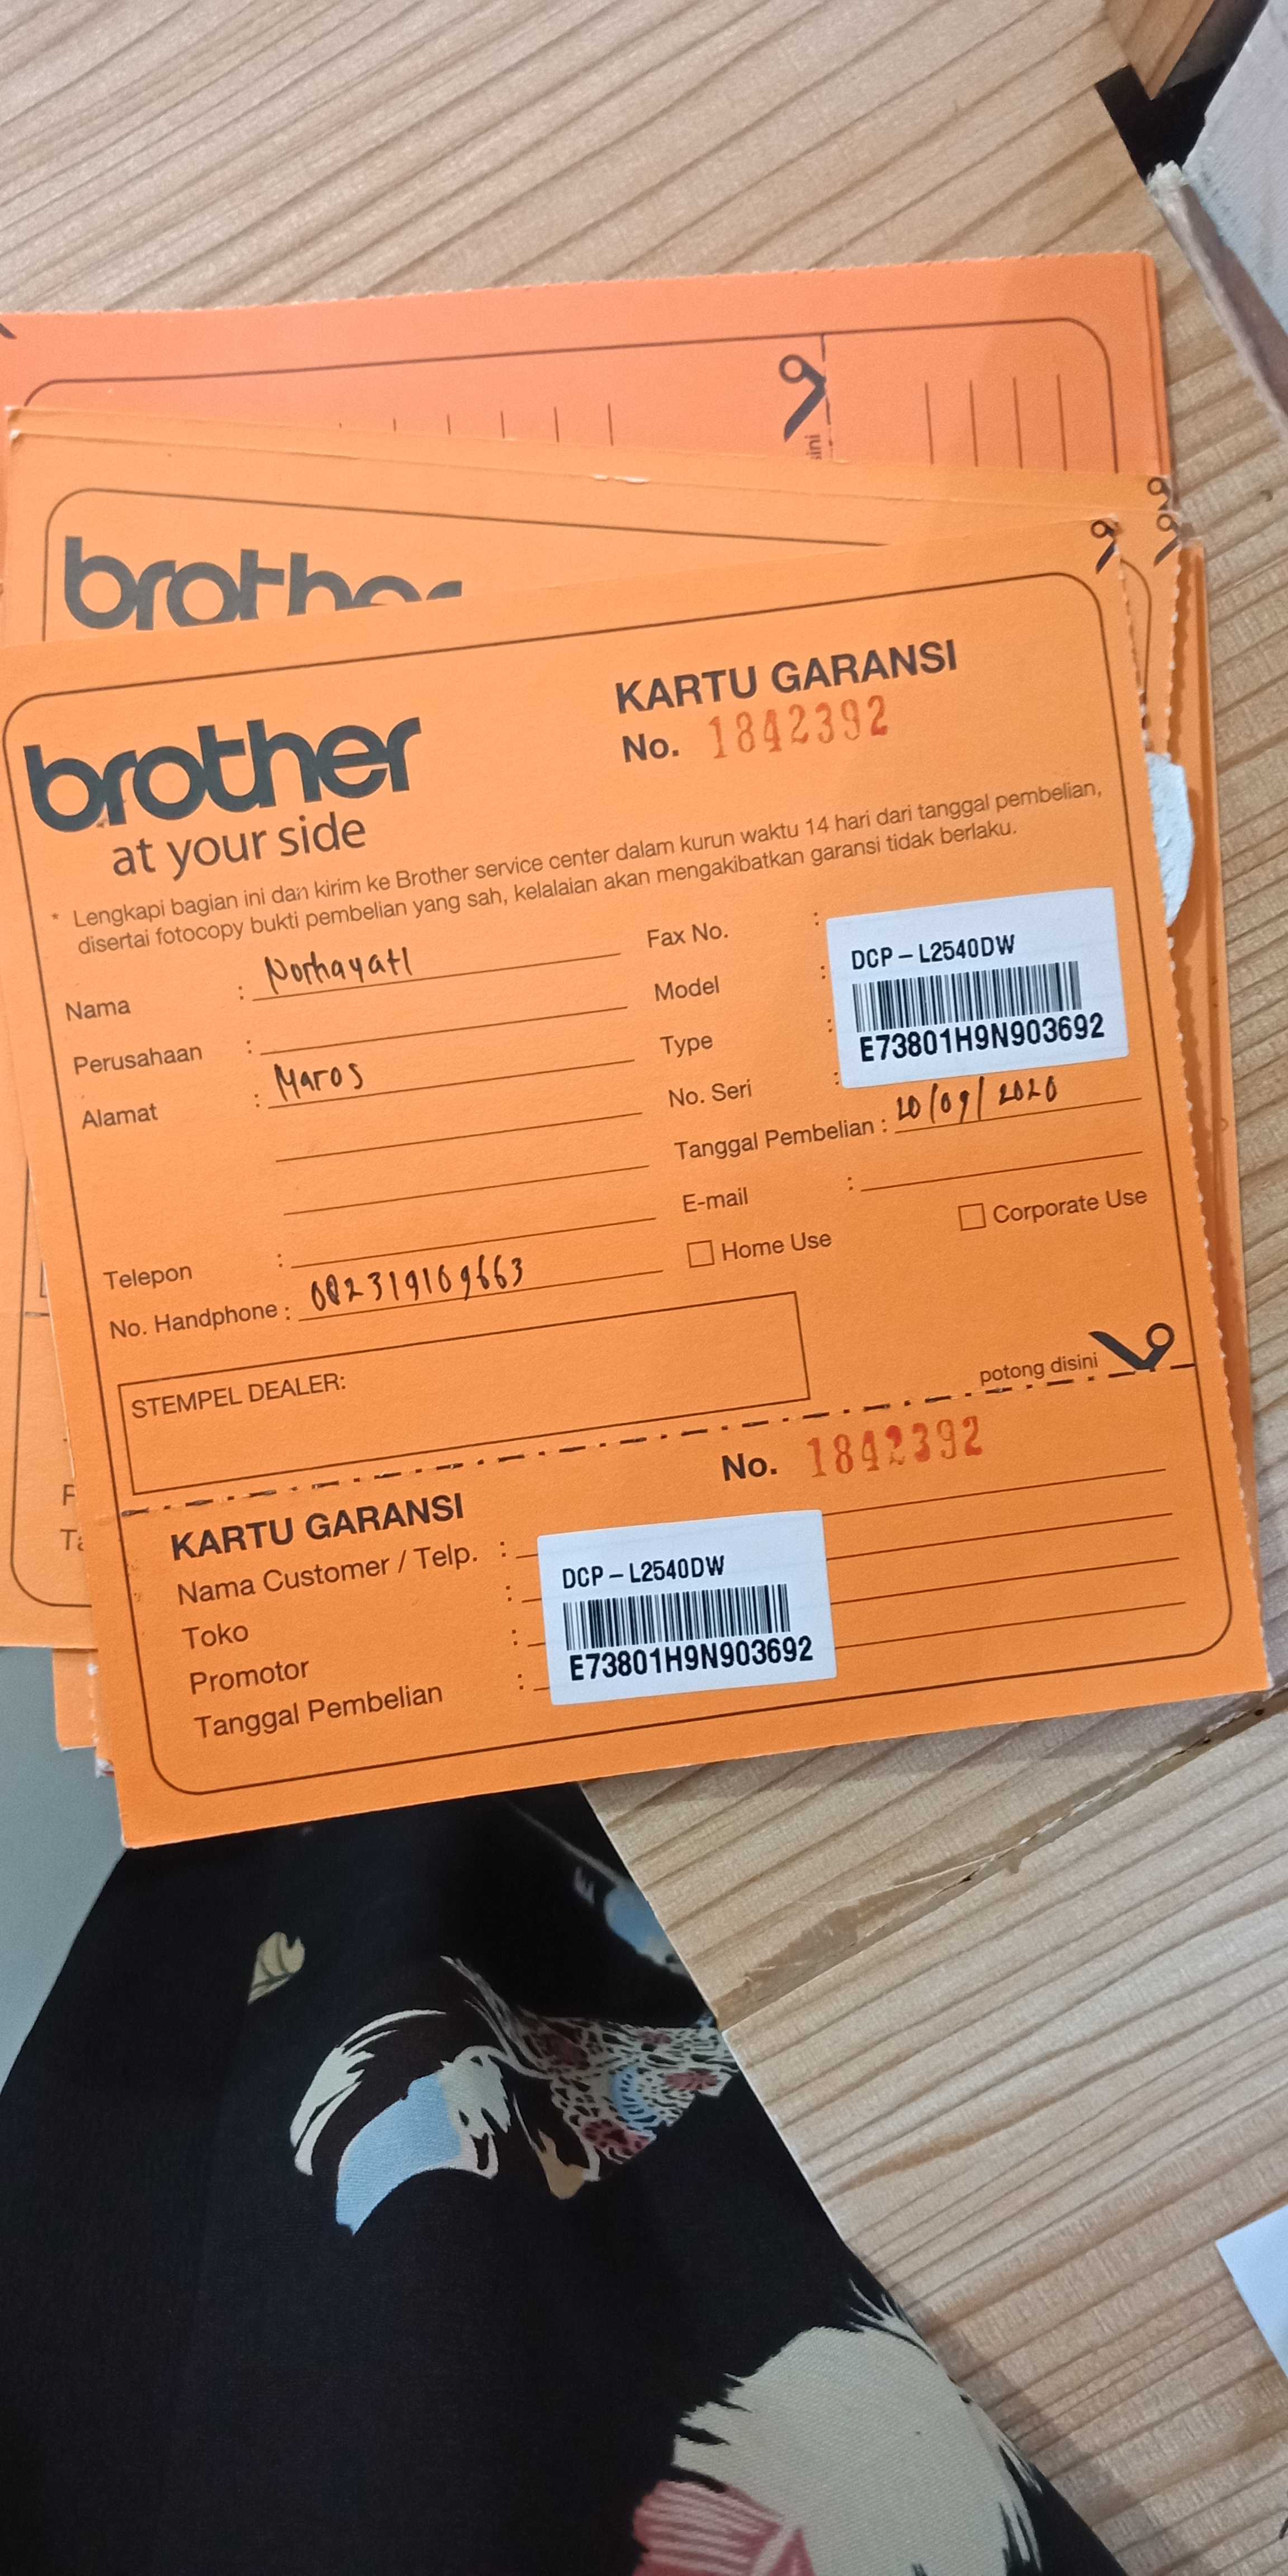 brother
brother
at your side
KARTU GARANSI
No. 1842392
* Lengkapi bagian ini dan kirim ke Brother service center dalam kurun waktu 14 hari dari tanggal pembelian,
disertai fotocopy bukti pembelian yang sah, kelalaian akan mengakibatkan garansi tidak berlaku.
Nama : Norhayati
Perusahaan :
Alamat : Maros
Telepon :
No. Handphone : 082319109663
Fax No. :
Model :
Type :
No. Seri :
DCP – L2540DW
E73801H9N903692
Tanggal Pembelian : 20/09/2020
E-mail :
Home Use
Corporate Use
STEMPEL DEALER:
potong disini
No. 1842392
KARTU GARANSI
Nama Customer / Telp. :
Toko :
Promotor :
Tanggal Pembelian :
DCP – L2540DW
E73801H9N903692